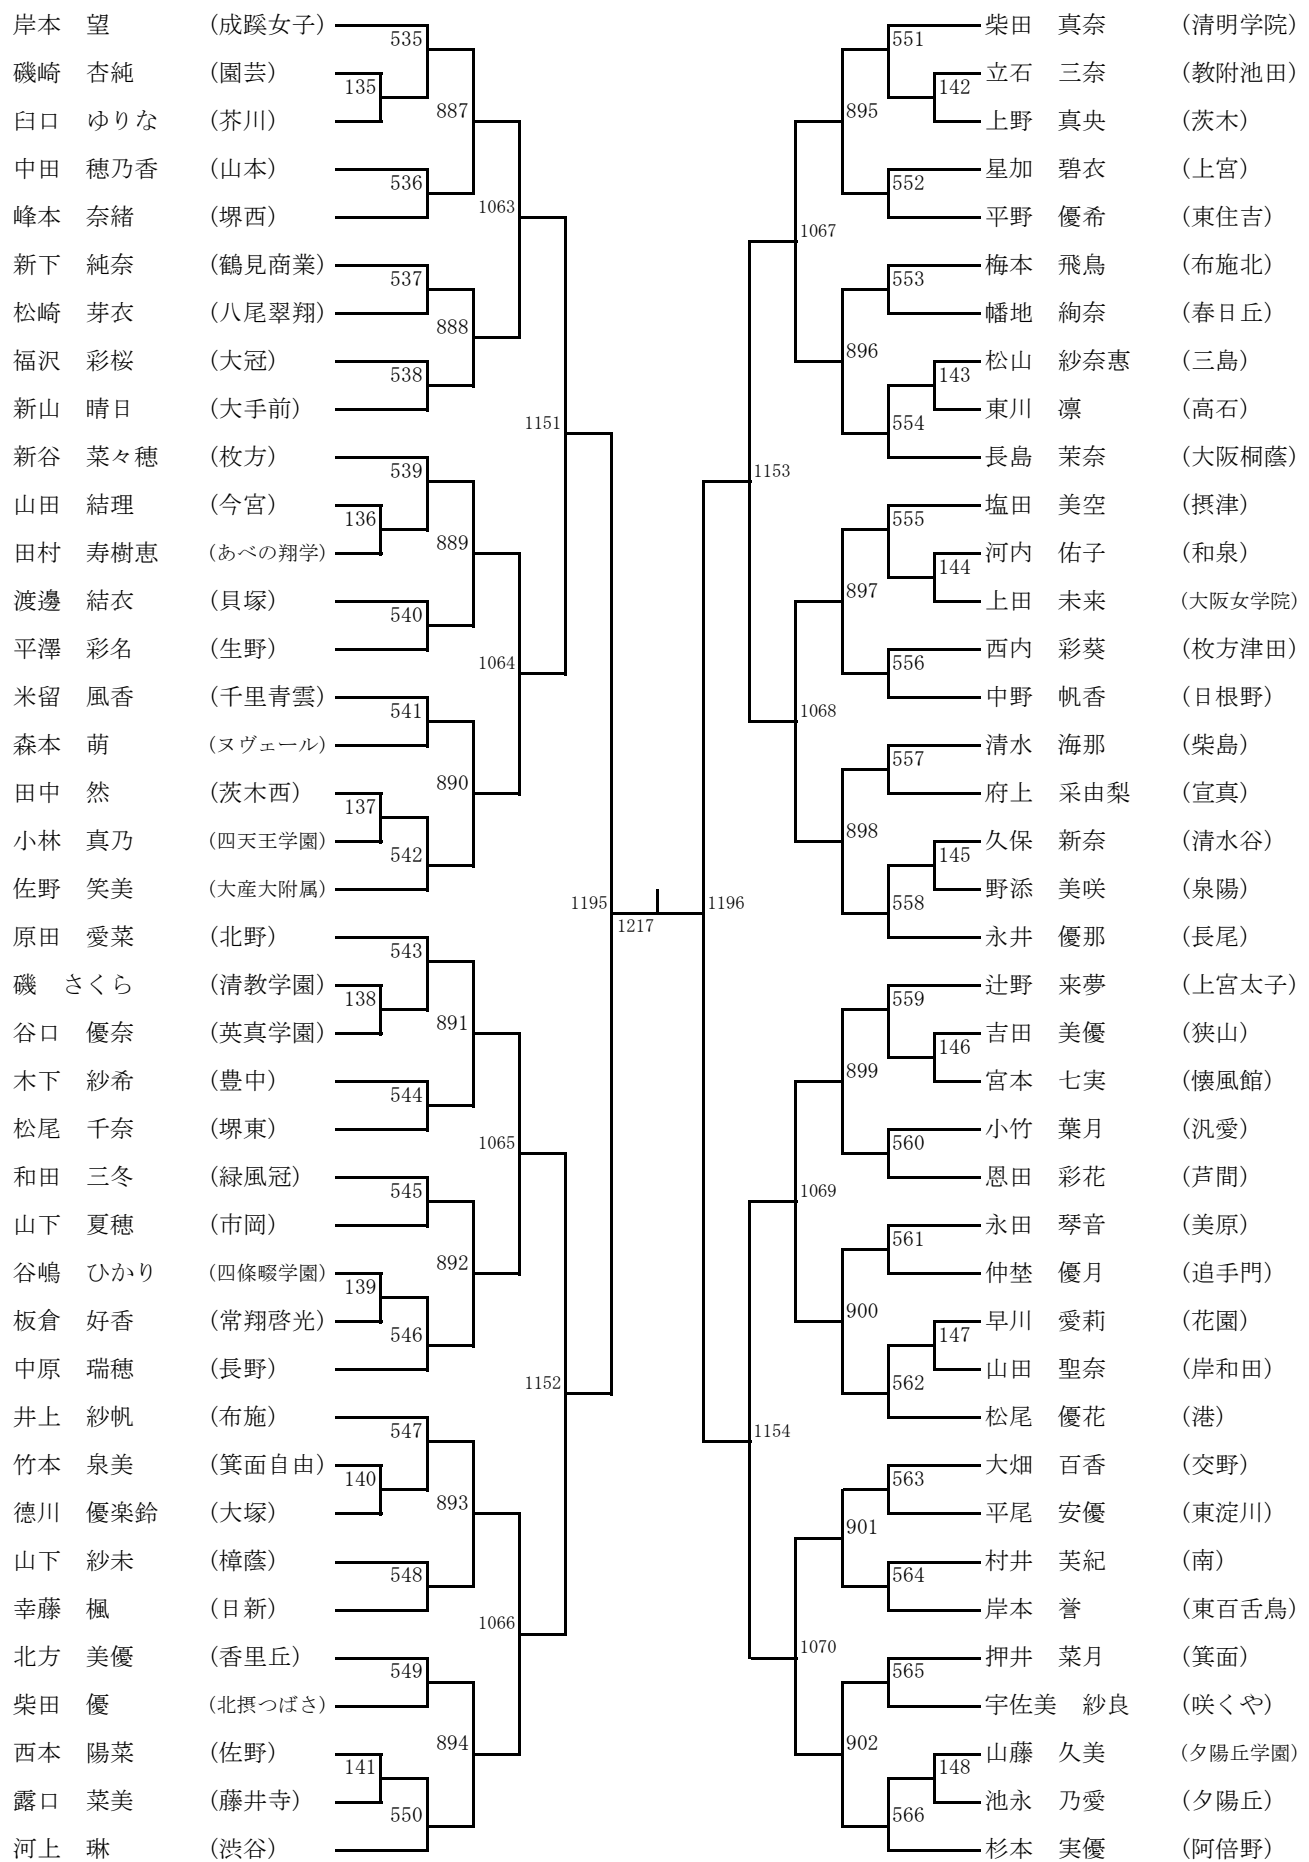 岸本 望 (成蹊女子)
磯崎 杏純 (園芸)
臼口 ゆりな (芥川)
中田 穂乃香 (山本)
峰本 奈緒 (堺西)
新下 純奈 (鶴見商業)
松崎 芽衣 (八尾翠翔)
福沢 彩桜 (大冠)
新山 晴日 (大手前)
新谷 菜々穂 (枚方)
山田 結理 (今宮)
田村 寿樹恵 (あべの翔学)
渡邊 結衣 (貝塚)
平澤 彩名 (生野)
米留 風香 (千里青雲)
森本 萌 (ヌヴェール)
田中 然 (茨木西)
小林 真乃 (四天王学園)
佐野 笑美 (大産大附属)
原田 愛菜 (北野)
磯 さくら (清教学園)
谷口 優奈 (英真学園)
木下 紗希 (豊中)
松尾 千奈 (堺東)
和田 三冬 (緑風冠)
山下 夏穂 (市岡)
谷嶋 ひかり (四條畷学園)
板倉 好香 (常翔啓光)
中原 瑞穂 (長野)
井上 紗帆 (布施)
竹本 泉美 (箕面自由)
德川 優楽鈴 (大塚)
山下 紗未 (樟蔭)
幸藤 楓 (日新)
北方 美優 (香里丘)
柴田 優 (北摂つばさ)
西本 陽菜 (佐野)
露口 菜美 (藤井寺)
河上 琳 (渋谷)
135
136
137
138
139
140
141
535
536
537
538
539
540
541
542
543
544
545
546
547
548
549
550
887
888
889
890
891
892
893
894
1063
1064
1065
1066
1151
1152
1195
1217
1196
1153
1154
1067
1068
1069
1070
895
896
897
898
899
900
901
902
551
552
553
554
555
556
557
558
559
560
561
562
563
564
565
566
142
143
144
145
146
147
148
柴田 真奈 (清明学院)
立石 三奈 (教附池田)
上野 真央 (茨木)
星加 碧衣 (上宮)
平野 優希 (東住吉)
梅本 飛鳥 (布施北)
幡地 絢奈 (春日丘)
松山 紗奈惠 (三島)
東川 凛 (高石)
長島 茉奈 (大阪桐蔭)
塩田 美空 (摂津)
河内 佑子 (和泉)
上田 未来 (大阪女学院)
西内 彩葵 (枚方津田)
中野 帆香 (日根野)
清水 海那 (柴島)
府上 采由梨 (宣真)
久保 新奈 (清水谷)
野添 美咲 (泉陽)
永井 優那 (長尾)
辻野 来夢 (上宮太子)
吉田 美優 (狭山)
宮本 七実 (懐風館)
小竹 葉月 (汎愛)
恩田 彩花 (芦間)
永田 琴音 (美原)
仲埜 優月 (追手門)
早川 愛莉 (花園)
山田 聖奈 (岸和田)
松尾 優花 (港)
大畑 百香 (交野)
平尾 安優 (東淀川)
村井 芙紀 (南)
岸本 誉 (東百舌鳥)
押井 菜月 (箕面)
宇佐美 紗良 (咲くや)
山藤 久美 (夕陽丘学園)
池永 乃愛 (夕陽丘)
杉本 実優 (阿倍野)